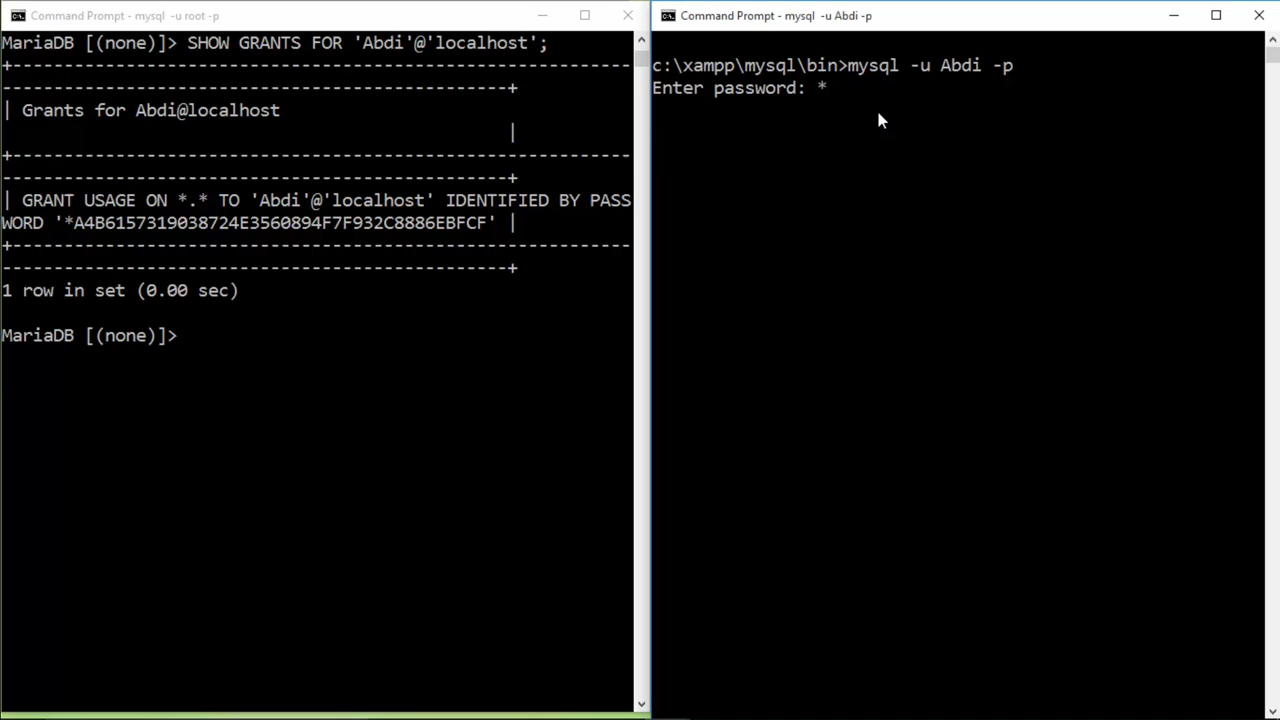 Command Prompt - mysql -u root -p
MariaDB [(none)]> SHOW GRANTS FOR 'Abdi'@'localhost';
+-------------------------------------------------------------
-------------------------------------------------+
| Grants for Abdi@localhost
|
+-------------------------------------------------------------
-------------------------------------------------+
| GRANT USAGE ON *.* TO 'Abdi'@'localhost' IDENTIFIED BY PASS
WORD '*A4B6157319038724E3560894F7F932C8886EBFCF' |
+-------------------------------------------------------------
-------------------------------------------------+
1 row in set (0.00 sec)
MariaDB [(none)]>
Command Prompt - mysql -u Abdi -p
c:\xampp\mysql\bin>mysql -u Abdi -p
Enter password: *